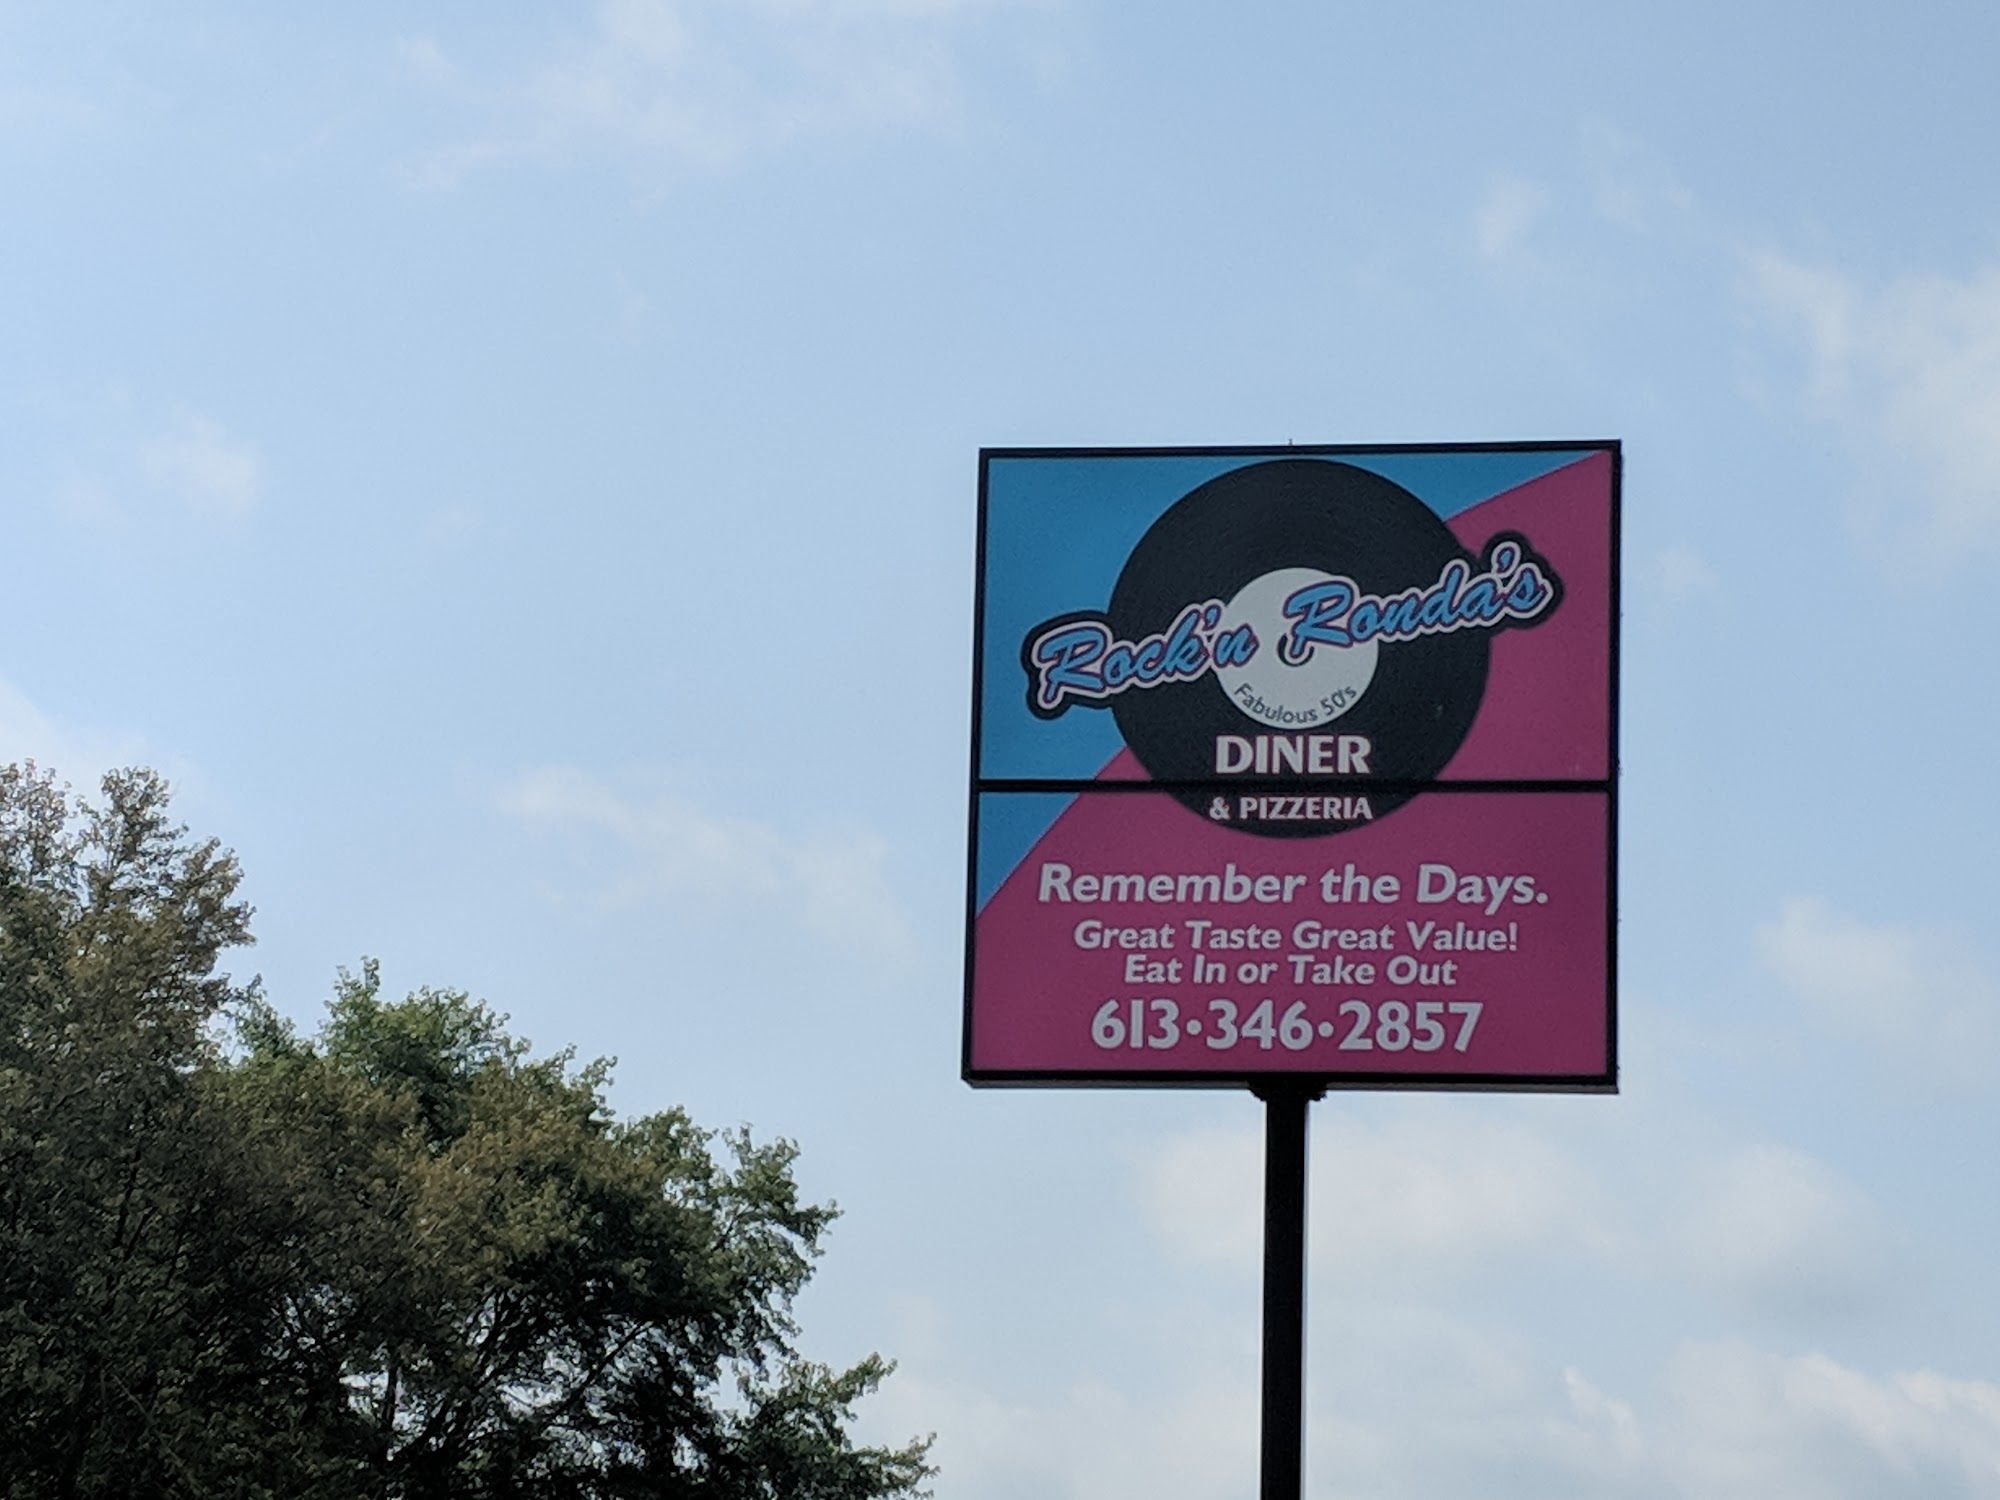 Rock'n Ronda's
Fabulous 50's
DINER
& PIZZERIA
Remember the Days.
Great Taste Great Value!
Eat In or Take Out
613•346•2857